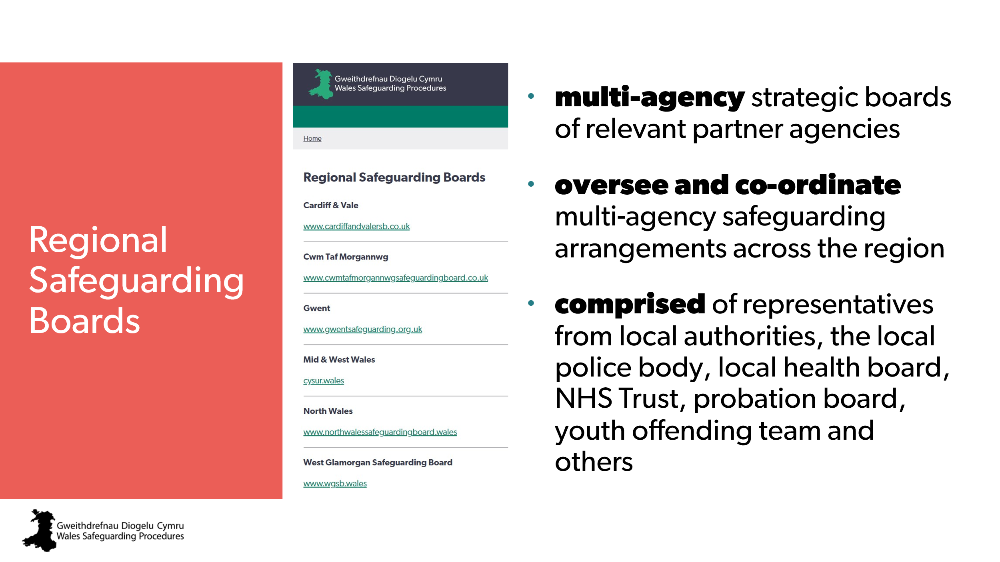 Regional
Safeguarding
Boards
Gweithdrefnau Diogelu Cymru
Wales Safeguarding Procedures
Home
Regional Safeguarding Boards
Cardiff & Vale
www.cardiffandvalersb.co.uk
Cwm Taf Morgannwg
www.cwmtafmorgannwgsafeguardingboard.co.uk
Gwent
www.gwentsafeguarding.org.uk
Mid & West Wales
cysur.wales
North Wales
www.northwalessafeguardingboard.wales
West Glamorgan Safeguarding Board
www.wgsb.wales
• multi-agency strategic boards
of relevant partner agencies
• oversee and co-ordinate
multi-agency safeguarding
arrangements across the region
• comprised of representatives
from local authorities, the local
police body, local health board,
NHS Trust, probation board,
youth offending team and
others
Gweithdrefnau Diogelu Cymru
Wales Safeguarding Procedures